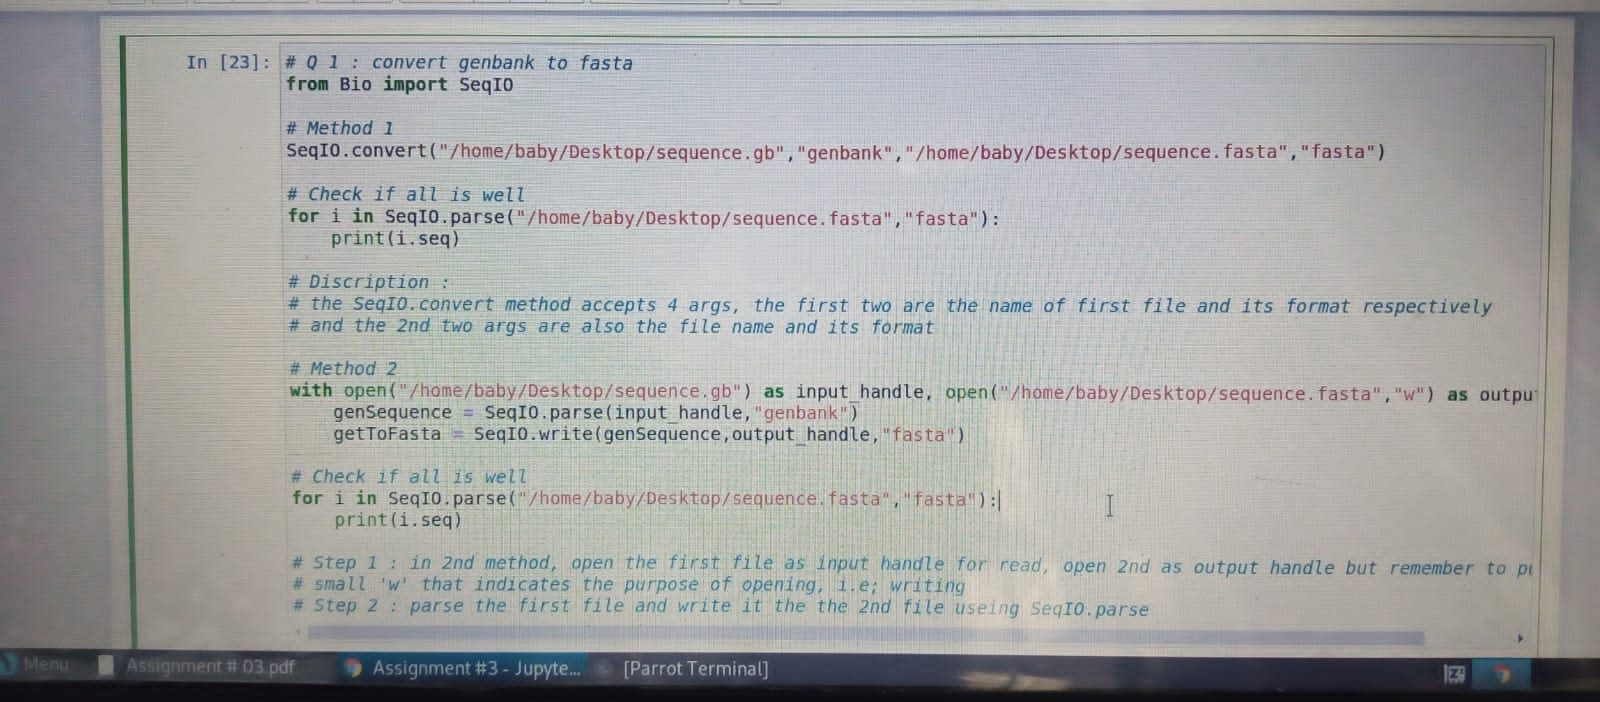 In [23]: # Q 1 : convert genbank to fasta
from Bio import SeqIO
# Method 1
SeqIO.convert("/home/baby/Desktop/sequence.gb","genbank","/home/baby/Desktop/sequence.fasta","fasta")
# Check if all is well
for i in SeqIO.parse("/home/baby/Desktop/sequence.fasta","fasta"):
    print(i.seq)
# Discription :
# the SeqIO.convert method accepts 4 args, the first two are the name of first file and its format respectively
# and the 2nd two args are also the file name and its format
# Method 2
with open("/home/baby/Desktop/sequence.gb") as input_handle, open("/home/baby/Desktop/sequence.fasta","w") as outpu
    genSequence = SeqIO.parse(input_handle,"genbank")
    getToFasta = SeqIO.write(genSequence,output_handle,"fasta")
# Check if all is well
for i in SeqIO.parse("/home/baby/Desktop/sequence.fasta","fasta"):
    print(i.seq)
# Step 1 : in 2nd method, open the first file as input handle for read, open 2nd as output handle but remember to
# small 'w' that indicates the purpose of opening, i.e; writing
# Step 2 : parse the first file and write it the the 2nd file useing SeqIO.parse
Menu Assignment # 03.pdf Assignment #3 - Jupyte... [Parrot Terminal]